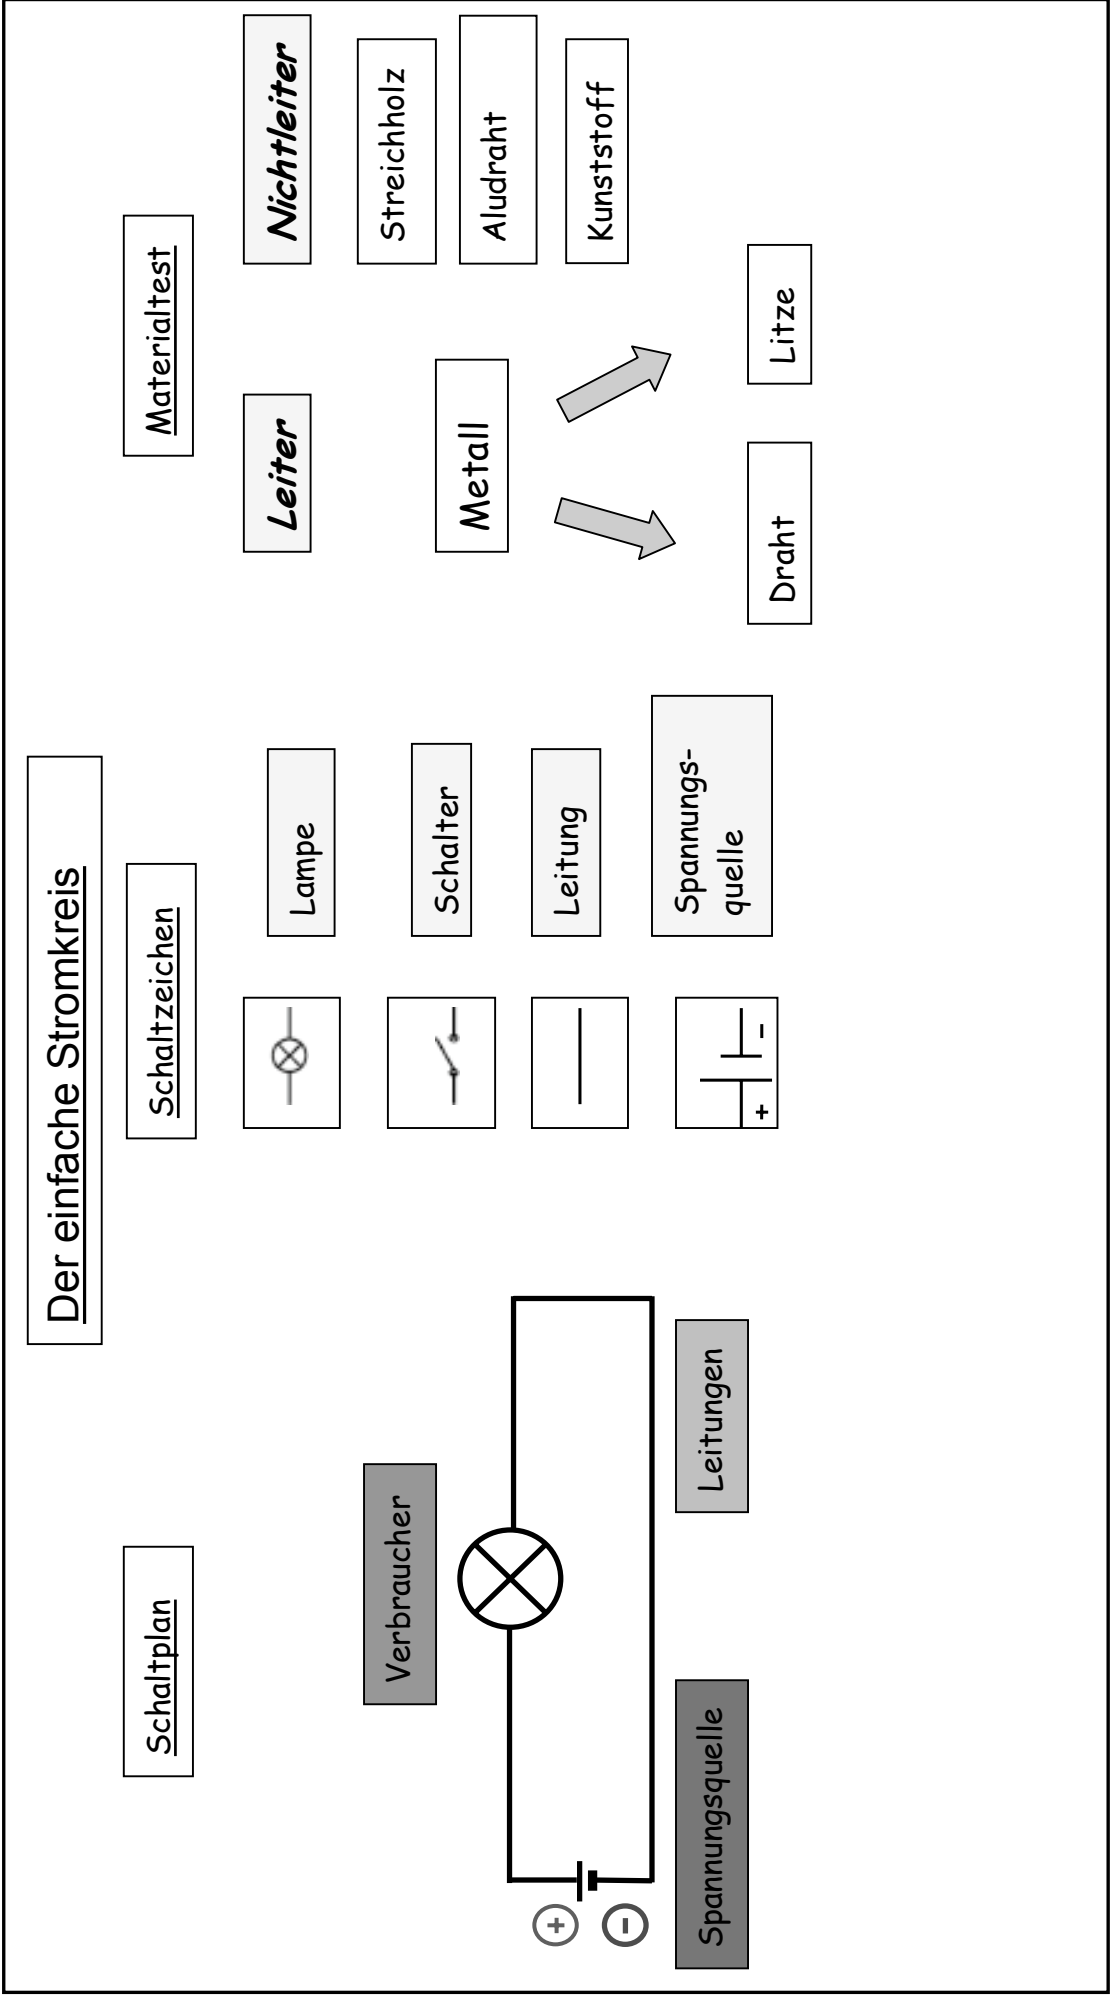 Der einfache Stromkreis
Schaltplan
Verbraucher
+
-
Spannungsquelle
Leitungen
Schaltzeichen
Lampe
Schalter
Leitung
+ -
Spannungs-
quelle
Materialtest
Leiter
Metall
Draht
Litze
Nichtleiter
Streichholz
Aludraht
Kunststoff